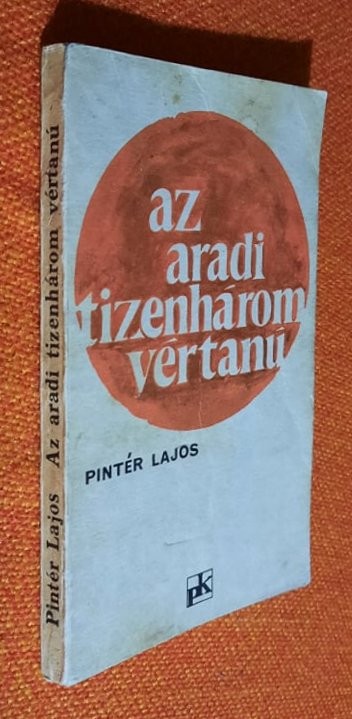 az
aradi
tizenhárom
vértanú
PINTÉR LAJOS
pk
Pintér Lajos Az aradi tizenhárom vértanú